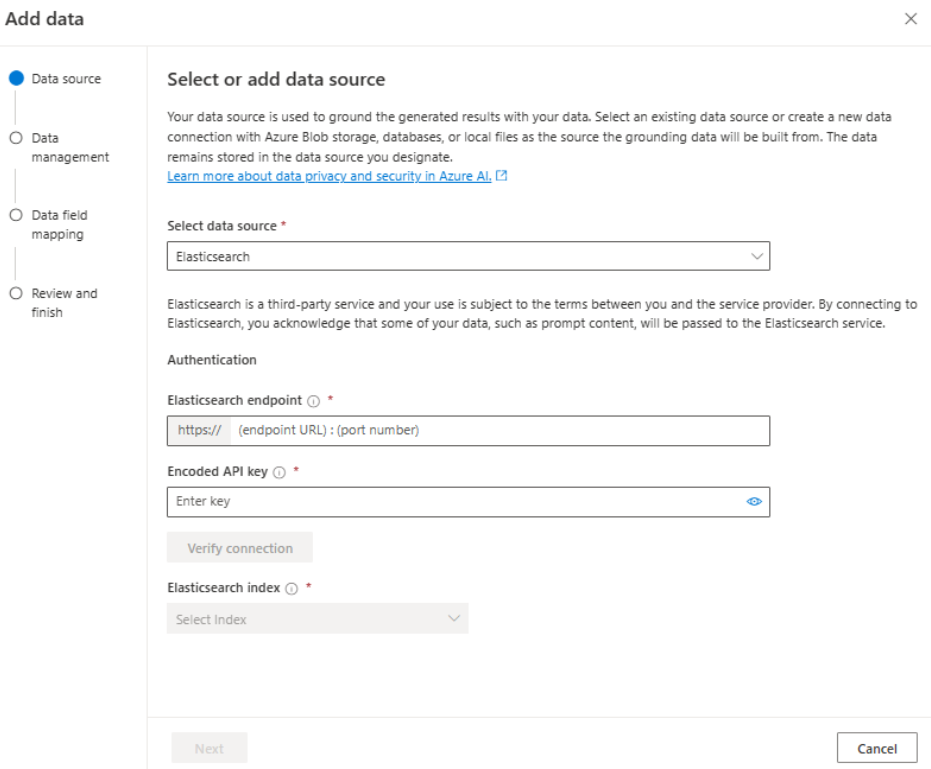 Add data
Data source
Data
management
Data field
mapping
Review and
finish
Select or add data source
Your data source is used to ground the generated results with your data. Select an existing data source or create a new data
connection with Azure Blob storage, databases, or local files as the source the grounding data will be built from. The data
remains stored in the data source you designate.
Learn more about data privacy and security in Azure AI.
Select data source *
Elasticsearch
Elasticsearch is a third-party service and your use is subject to the terms between you and the service provider. By connecting to
Elasticsearch, you acknowledge that some of your data, such as prompt content, will be passed to the Elasticsearch service.
Authentication
Elasticsearch endpoint *
https:// (endpoint URL) : (port number)
Encoded API key *
Enter key
Verify connection
Elasticsearch index *
Select Index
Next
Cancel